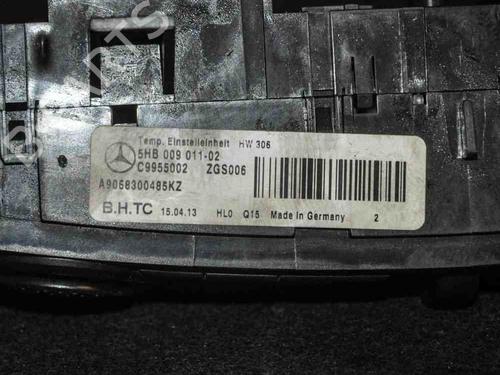 PARTS
Temp. Einstelleinheit HW 306
5HB 009 011-02
C9955002 ZGS006
A9068300485KZ
B.H.TC 15.04.13 HL0 Q15 Made in Germany 2